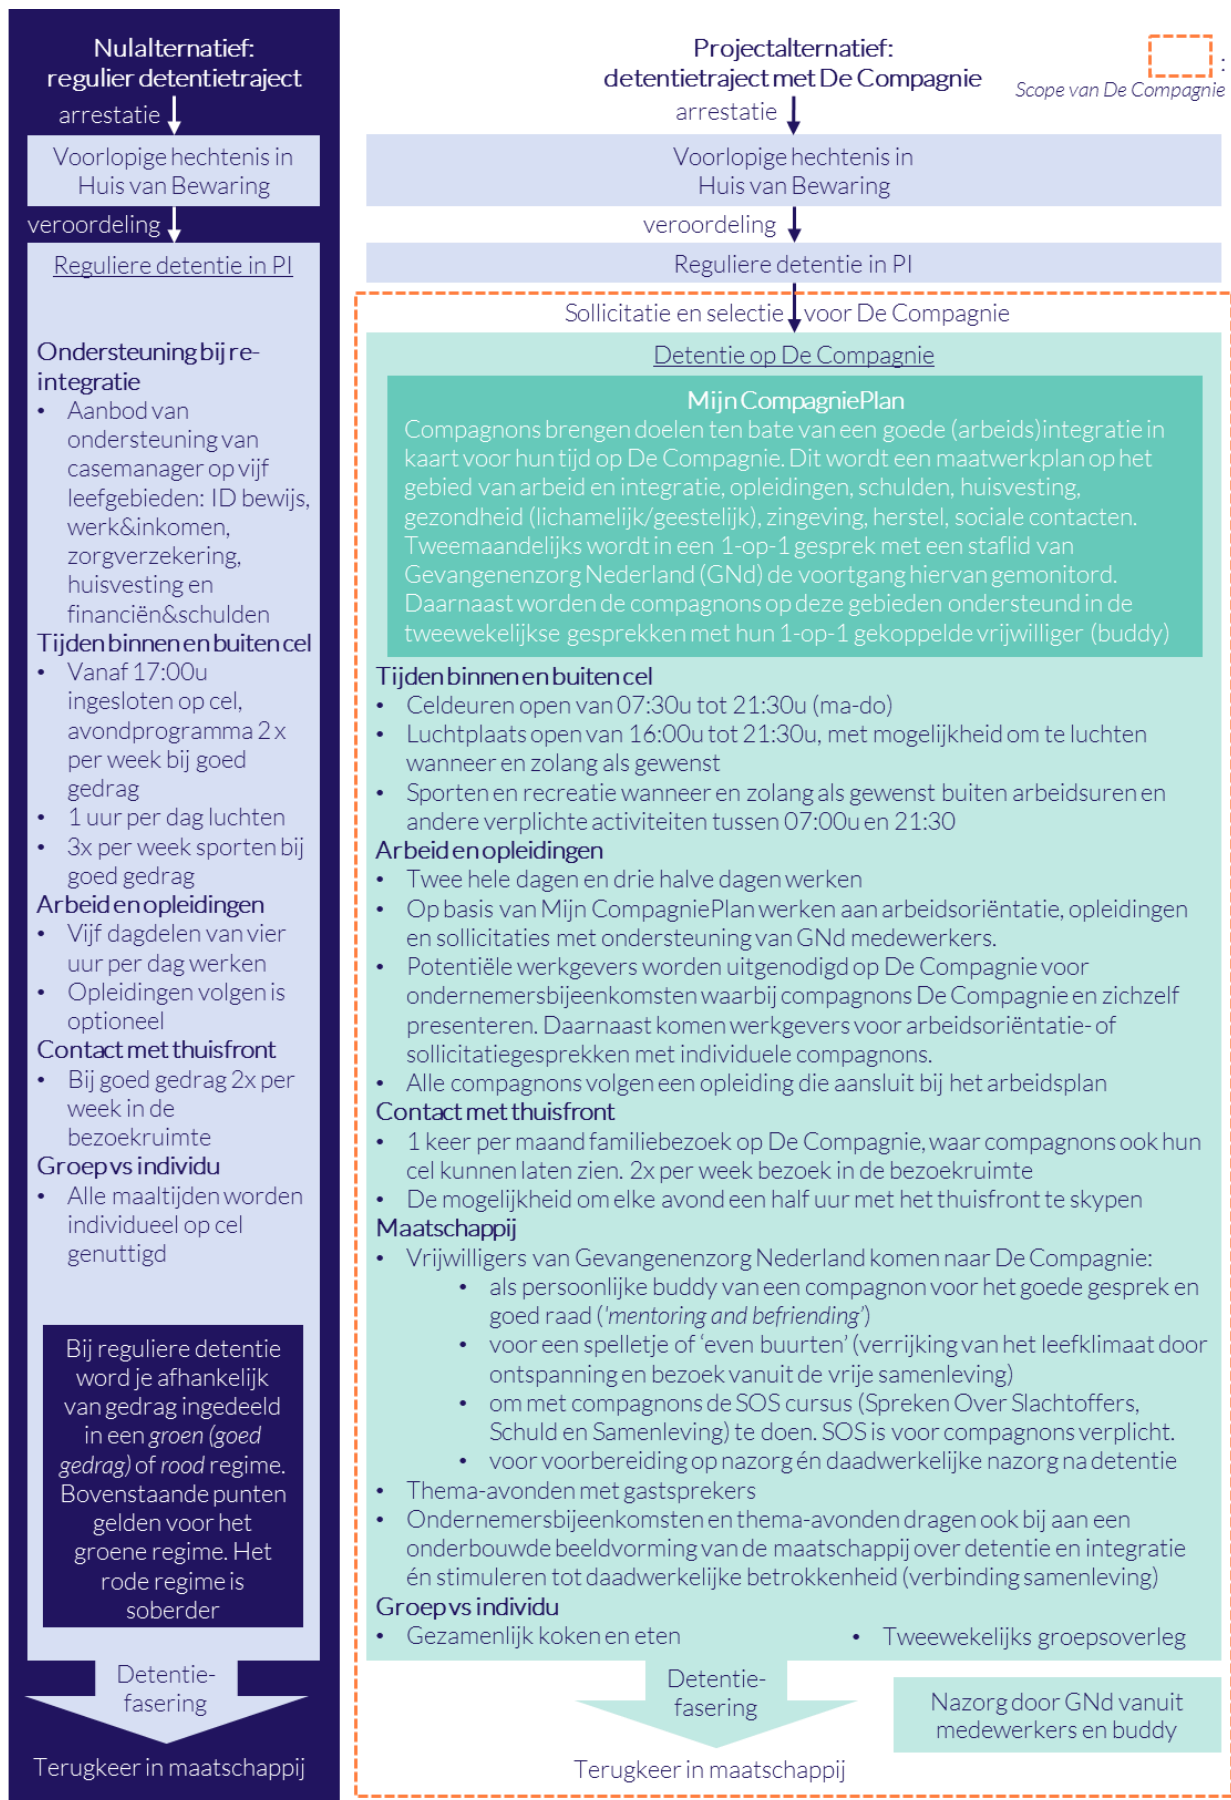 Nulalternatief:
regulier detentietraject
arrestatie
Voorlopige hechtenis in
Huis van Bewaring
veroordeling
Reguliere detentie in PI
Ondersteuning bij re-
integratie
• Aanbod van
ondersteuning van
casemanager op vijf
leefgebieden: ID bewijs,
werk&inkomen,
zorgverzekering,
huisvesting en
financiën&schulden
Tijden binnen en buiten cel
• Vanaf 17:00u
ingesloten op cel,
avondprogramma 2 x
per week bij goed
gedrag
• 1 uur per dag luchten
• 3x per week sporten bij
goed gedrag
Arbeid en opleidingen
• Vijf dagdelen van vier
uur per dag werken
• Opleidingen volgen is
optioneel
Contact met thuisfront
• Bij goed gedrag 2x per
week in de
bezoekruimte
Groep vs individu
• Alle maaltijden worden
individueel op cel
genuttigd
Bij reguliere detentie
word je afhankelijk
van gedrag ingedeeld
in een groen (goed
gedrag) of rood regime.
Bovenstaande punten
gelden voor het
groene regime. Het
rode regime is
soberder
Detentie-
fasering
Terugkeer in maatschappij
Projectalternatief:
detentietraject met De Compagnie
:
Scope van De Compagnie
arrestatie
Voorlopige hechtenis in
Huis van Bewaring
veroordeling
Reguliere detentie in PI
Sollicitatie en selectie voor De Compagnie
Detentie op De Compagnie
Mijn CompagniePlan
Compagnons brengen doelen ten bate van een goede (arbeids)integratie in
kaart voor hun tijd op De Compagnie. Dit wordt een maatwerkplan op het
gebied van arbeid en integratie, opleidingen, schulden, huisvesting,
gezondheid (lichamelijk/geestelijk), zingeving, herstel, sociale contacten.
Tweemaandelijks wordt in een 1-op-1 gesprek met een staflid van
Gevangenenzorg Nederland (GNd) de voortgang hiervan gemonitord.
Daarnaast worden de compagnons op deze gebieden ondersteund in de
tweewekelijkse gesprekken met hun 1-op-1 gekoppelde vrijwilliger (buddy)
Tijden binnen en buiten cel
• Celdeuren open van 07:30u tot 21:30u (ma-do)
• Luchtplaats open van 16:00u tot 21:30u, met mogelijkheid om te luchten
wanneer en zolang als gewenst
• Sporten en recreatie wanneer en zolang als gewenst buiten arbeidsuren en
andere verplichte activiteiten tussen 07:00u en 21:30
Arbeid en opleidingen
• Twee hele dagen en drie halve dagen werken
• Op basis van Mijn CompagniePlan werken aan arbeidsoriëntatie, opleidingen
en sollicitaties met ondersteuning van GNd medewerkers.
• Potentiële werkgevers worden uitgenodigd op De Compagnie voor
ondernemersbijeenkomsten waarbij compagnons De Compagnie en zichzelf
presenteren. Daarnaast komen werkgevers voor arbeidsoriëntatie- of
sollicitatiegesprekken met individuele compagnons.
• Alle compagnons volgen een opleiding die aansluit bij het arbeidsplan
Contact met thuisfront
• 1 keer per maand familiebezoek op De Compagnie, waar compagnons ook hun
cel kunnen laten zien. 2x per week bezoek in de bezoekruimte
• De mogelijkheid om elke avond een half uur met het thuisfront te skypen
Maatschappij
• Vrijwilligers van Gevangenenzorg Nederland komen naar De Compagnie:
• als persoonlijke buddy van een compagnon voor het goede gesprek en
goed raad ('mentoring and befriending')
• voor een spelletje of ‘even buurten’ (verrijking van het leefklimaat door
ontspanning en bezoek vanuit de vrije samenleving)
• om met compagnons de SOS cursus (Spreken Over Slachtoffers,
Schuld en Samenleving) te doen. SOS is voor compagnons verplicht.
• voor voorbereiding op nazorg én daadwerkelijke nazorg na detentie
• Thema-avonden met gastsprekers
• Ondernemersbijeenkomsten en thema-avonden dragen ook bij aan een
onderbouwde beeldvorming van de maatschappij over detentie en integratie
én stimuleren tot daadwerkelijke betrokkenheid (verbinding samenleving)
Groep vs individu
• Gezamenlijk koken en eten
• Tweewekelijks groepsoverleg
Detentie-
fasering
Nazorg door GNd vanuit
medewerkers en buddy
Terugkeer in maatschappij